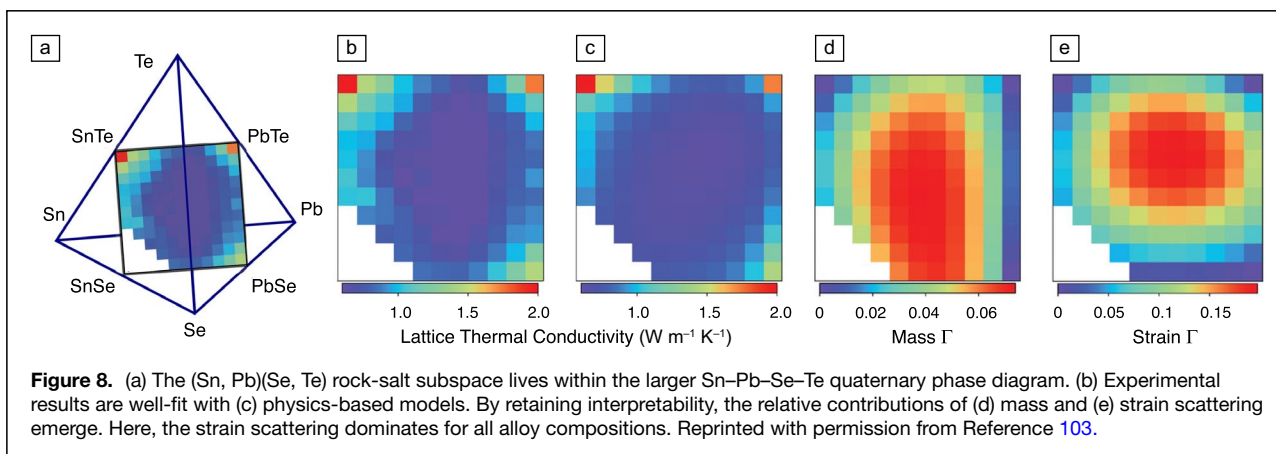 a
b
c
d
e
Te
SnTe
PbTe
Sn
Pb
SnSe
PbSe
Se
1.0 1.5 2.0
1.0 1.5 2.0
Lattice Thermal Conductivity (W m⁻¹ K⁻¹)
0 0.02 0.04 0.06
Mass Γ
0 0.05 0.1 0.15
Strain Γ
Figure 8. (a) The (Sn, Pb)(Se, Te) rock-salt subspace lives within the larger Sn–Pb–Se–Te quaternary phase diagram. (b) Experimental
results are well-fit with (c) physics-based models. By retaining interpretability, the relative contributions of (d) mass and (e) strain scattering
emerge. Here, the strain scattering dominates for all alloy compositions. Reprinted with permission from Reference 103.